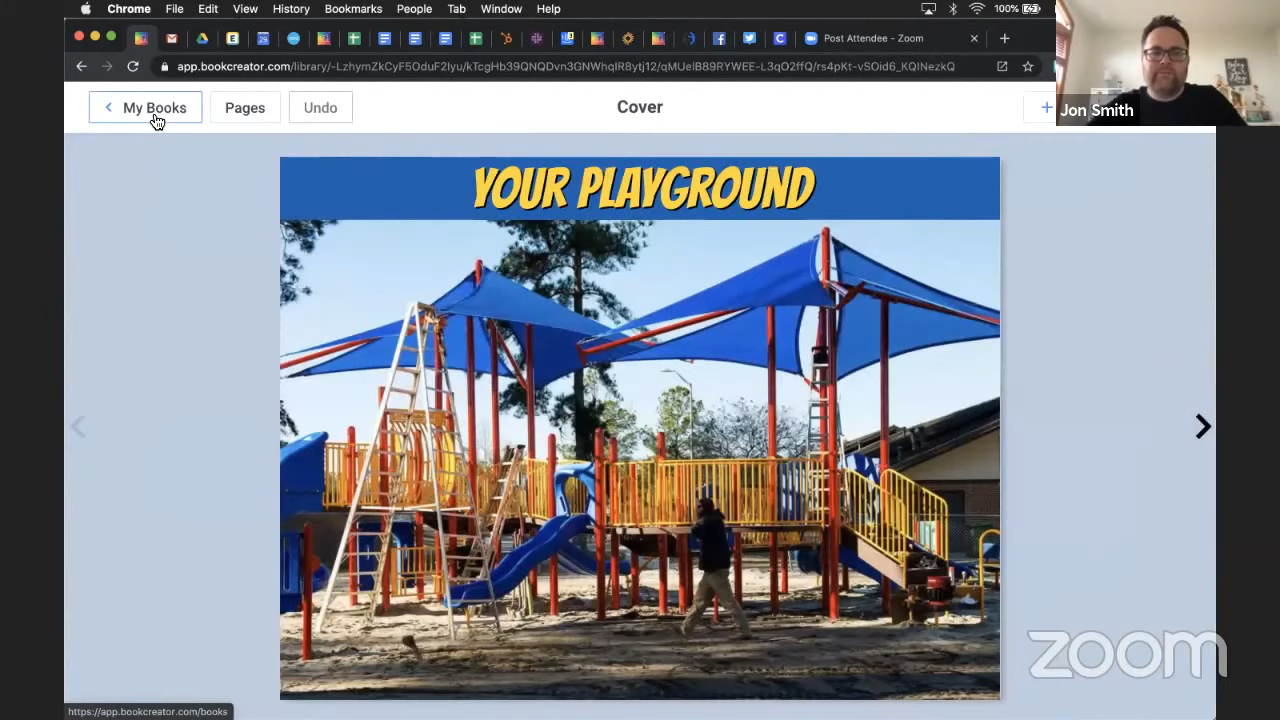 Chrome File Edit View History Bookmarks People Tab Window Help 100%
Post Attendee - Zoom
app.bookcreator.com/library/-LzhymZkCyF5OduF2Iyu/kTcgHb39QNQDvn3GNWhqIR8ytj12/qMUelB89RYWEE-L3qO2ffQ/rs4pKt-vSOid6_KQINezkQ
My Books Pages Undo Cover
Jon Smith
YOUR PLAYGROUND
zoom
https://app.bookcreator.com/books